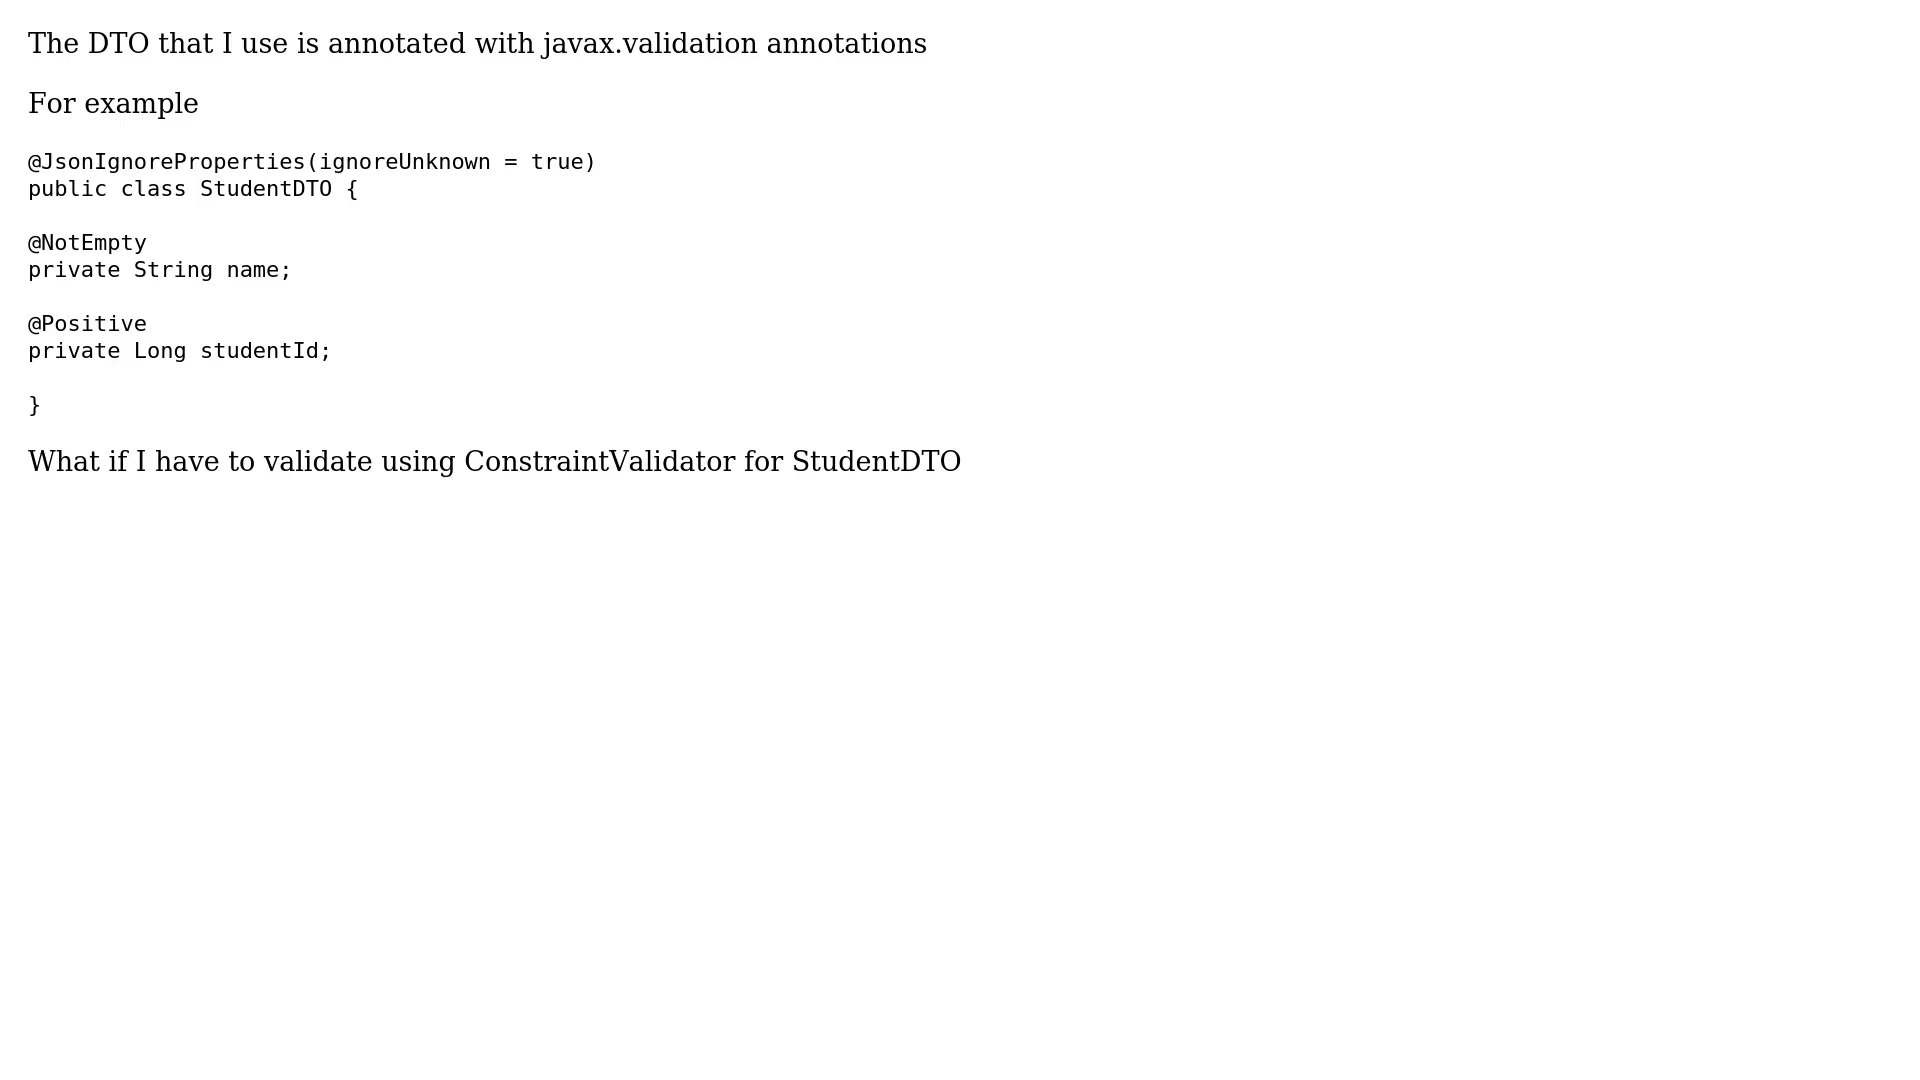 The DTO that I use is annotated with javax.validation annotations
For example
@JsonIgnoreProperties(ignoreUnknown = true)
public class StudentDTO {
@NotEmpty
private String name;
@Positive
private Long studentId;
}
What if I have to validate using ConstraintValidator for StudentDTO